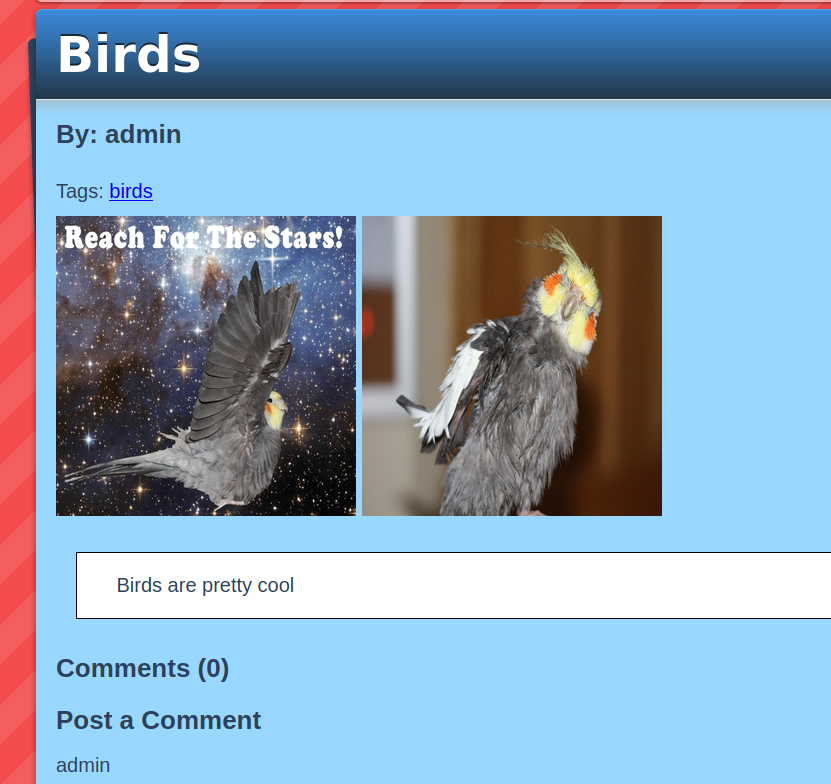 Birds
By: admin
Tags: birds
Reach For The Stars!
Birds are pretty cool
Comments (0)
Post a Comment
admin